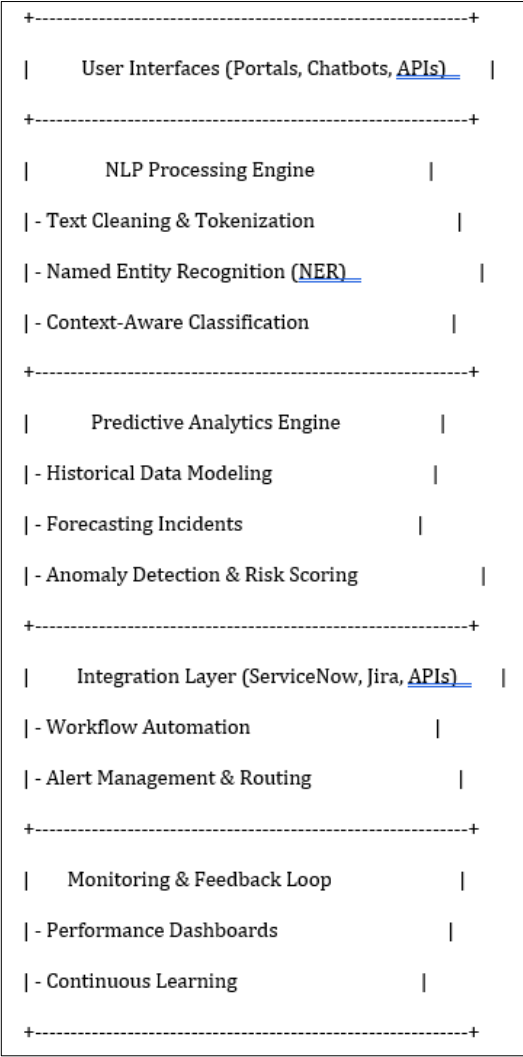 +------------------------------------------------------------+
| User Interfaces (Portals, Chatbots, APIs) |
+------------------------------------------------------------+
| NLP Processing Engine |
| - Text Cleaning & Tokenization |
| - Named Entity Recognition (NER) |
| - Context-Aware Classification |
+------------------------------------------------------------+
| Predictive Analytics Engine |
| - Historical Data Modeling |
| - Forecasting Incidents |
| - Anomaly Detection & Risk Scoring |
+------------------------------------------------------------+
| Integration Layer (ServiceNow, Jira, APIs) |
| - Workflow Automation |
| - Alert Management & Routing |
+------------------------------------------------------------+
| Monitoring & Feedback Loop |
| - Performance Dashboards |
| - Continuous Learning |
+------------------------------------------------------------+